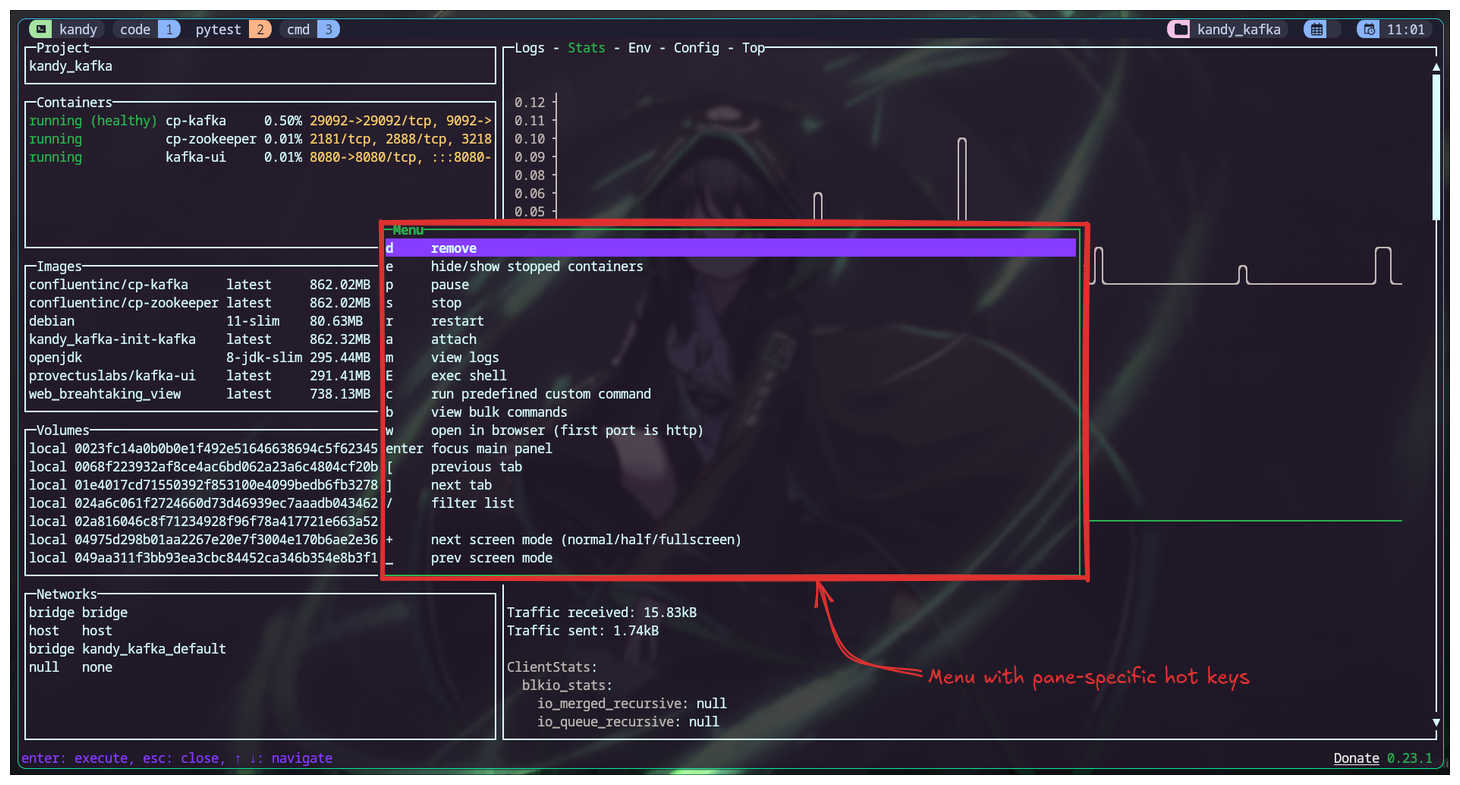 kandy code 1 pytest 2 cmd 3 kandy_kafka 11:01
Project
kandy_kafka
Logs - Stats - Env - Config - Top
Containers
running (healthy) cp-kafka 0.50% 29092->29092/tcp, 9092->
running cp-zookeeper 0.01% 2181/tcp, 2888/tcp, 3218
running kafka-ui 0.01% 8080->8080/tcp, :::8080-
0.12
0.11
0.10
0.09
0.08
0.06
0.05
Images
confluentinc/cp-kafka latest 862.02MB
confluentinc/cp-zookeeper latest 862.02MB
debian 11-slim 80.63MB
kandy_kafka-init-kafka latest 862.32MB
openjdk 8-jdk-slim 295.44MB
provectuslabs/kafka-ui latest 291.41MB
web_breahtaking_view latest 738.13MB
Volumes
local 0023fc14a0b0b0e1f492e51646638694c5f62345
local 0068f223932af8ce4ac6bd062a23a6c4804cf20b
local 01e4017cd71550392f853100e4099bedb6fb3278
local 024a6c061f2724660d73d46939ec7aaadb043462
local 02a816046c8f71234928f96f78a417721e663a52
local 04975d298b01aa2267e20e7f3004e170b6ae2e36
local 049aa311f3bb93ea3cbc84452ca346b354e8b3f1
Networks
bridge bridge
host host
bridge kandy_kafka_default
null none
Menu
d remove
e hide/show stopped containers
p pause
s stop
r restart
a attach
m view logs
E exec shell
c run predefined custom command
b view bulk commands
w open in browser (first port is http)
enter focus main panel
[ previous tab
] next tab
/ filter list
+ next screen mode (normal/half/fullscreen)
_ prev screen mode
Traffic received: 15.83kB
Traffic sent: 1.74kB
ClientStats:
blkio_stats:
io_merged_recursive: null
io_queue_recursive: null
Menu with pane-specific hot keys
enter: execute, esc: close, ↑ ↓: navigate
Donate 0.23.1